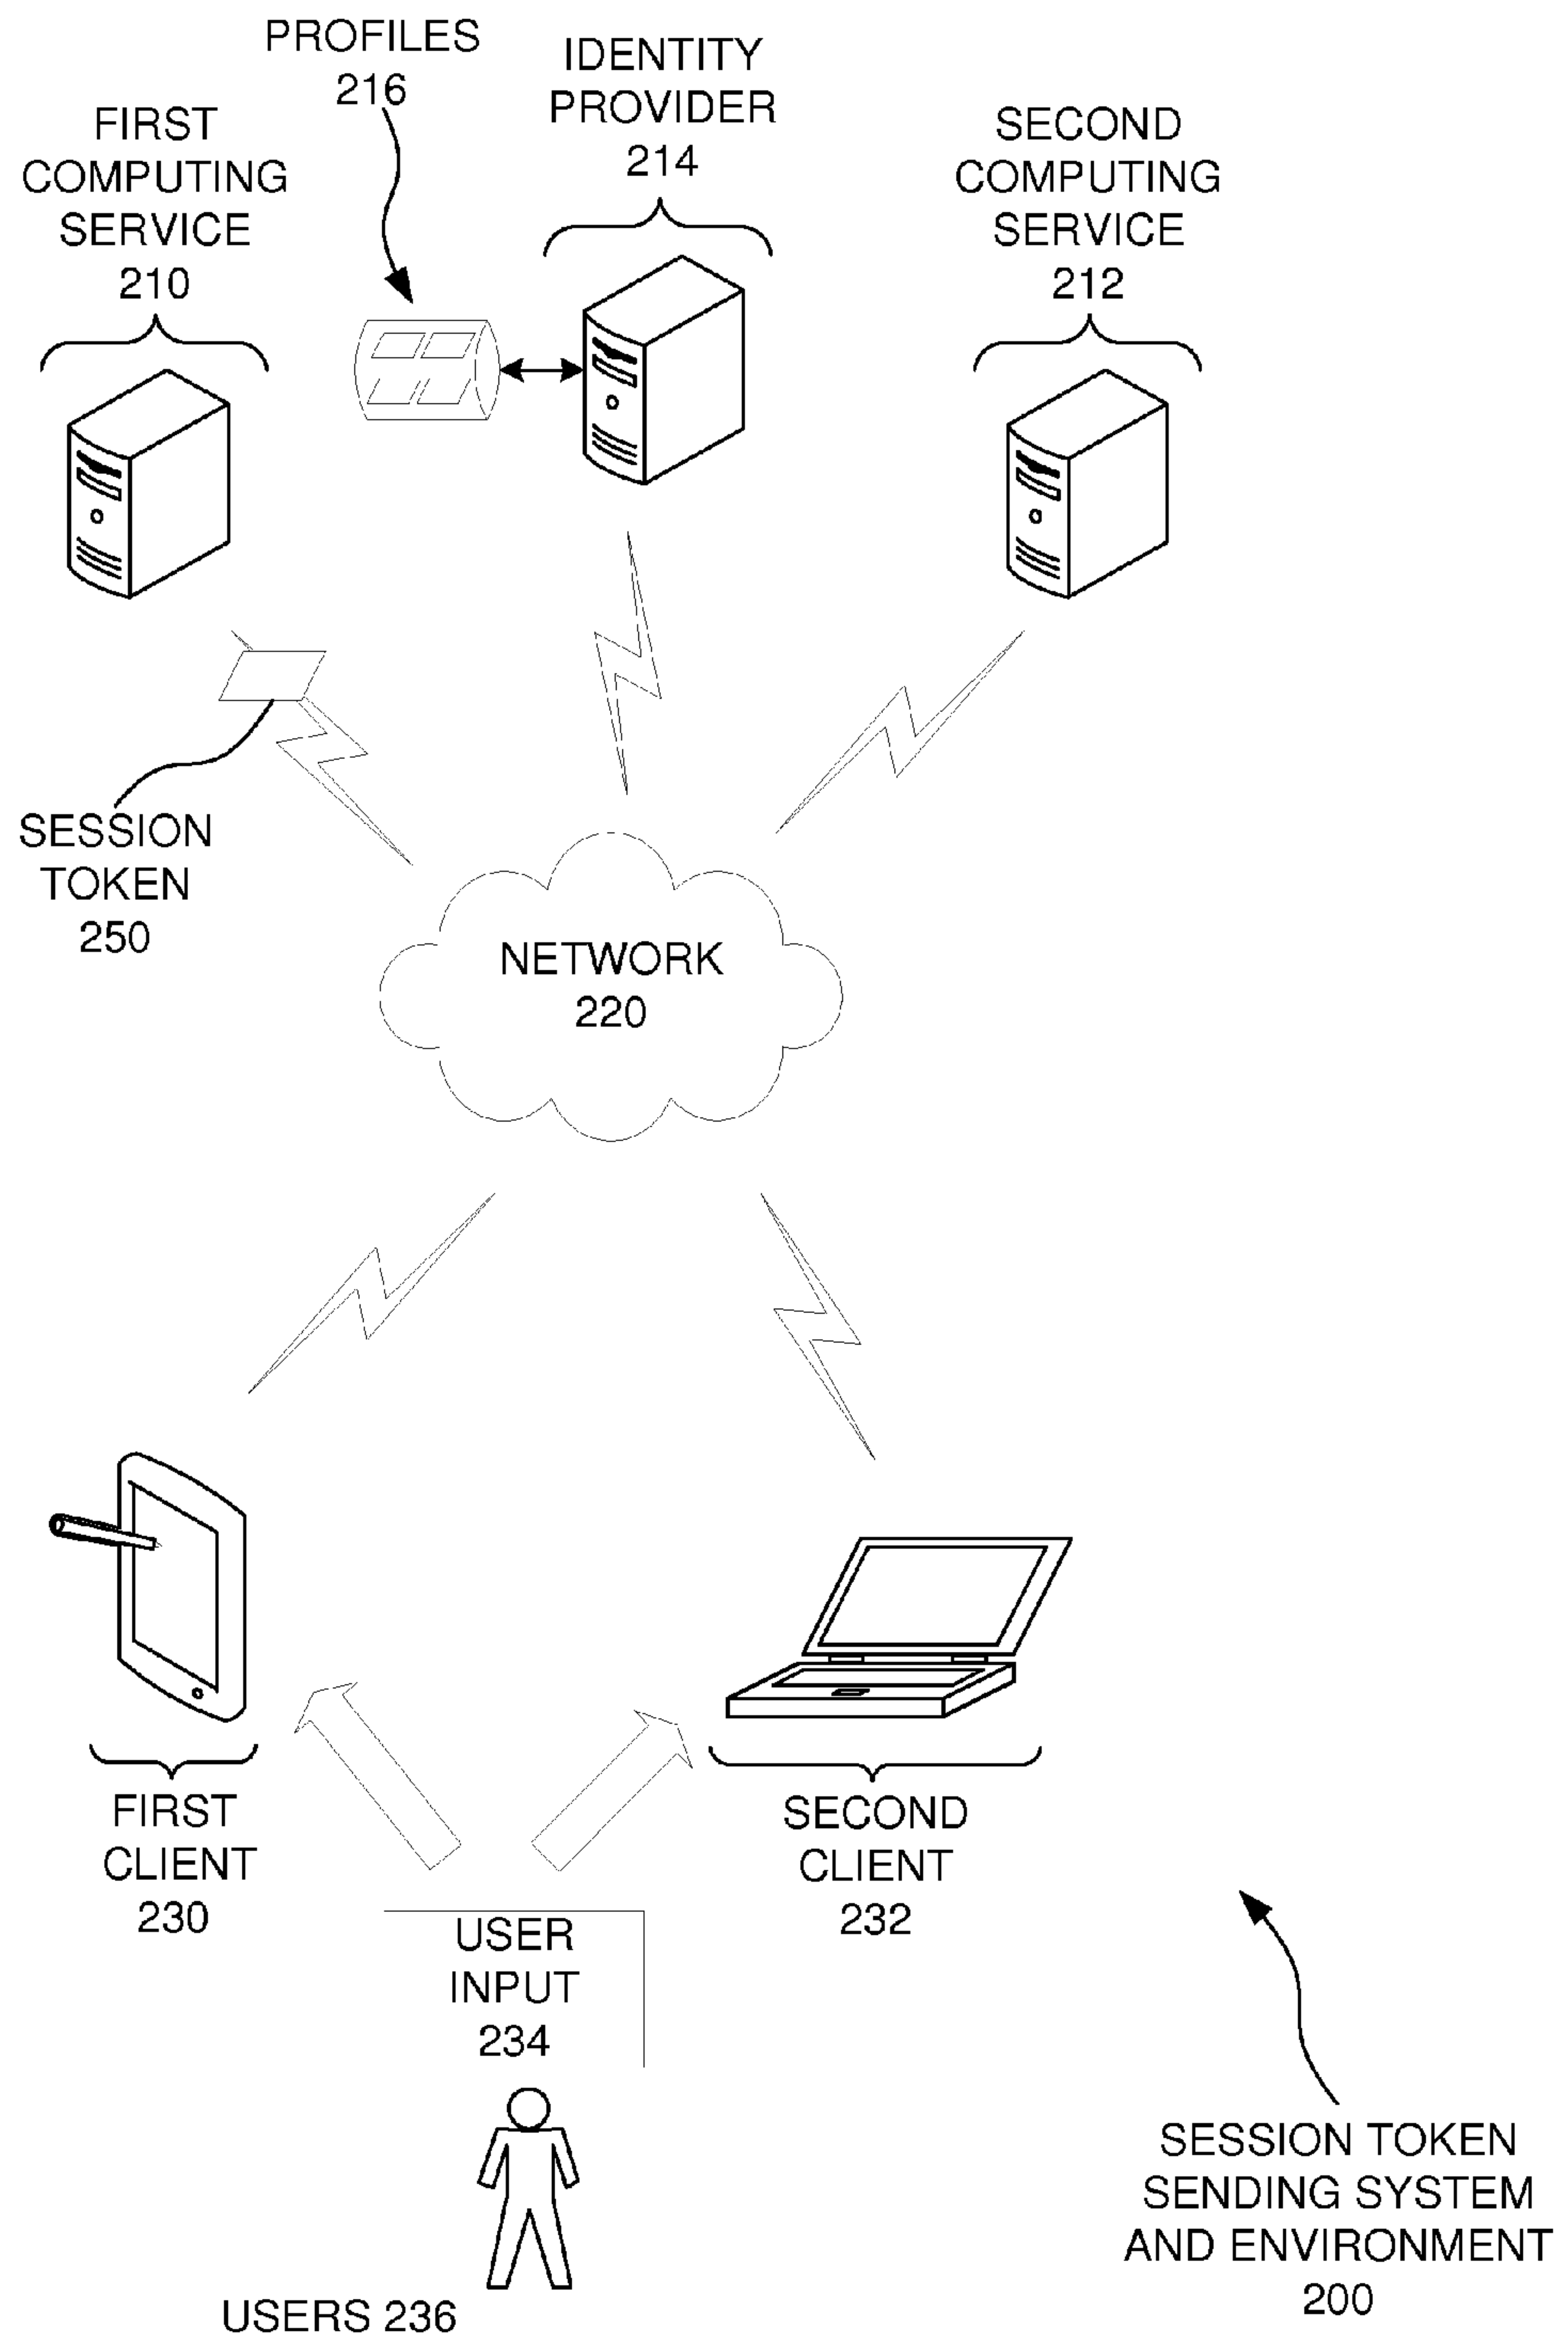 PROFILES
216
IDENTITY
PROVIDER
214
FIRST
COMPUTING
SERVICE
210
SECOND
COMPUTING
SERVICE
212
SESSION
TOKEN
250
NETWORK
220
FIRST
CLIENT
230
SECOND
CLIENT
232
USER
INPUT
234
USERS 236
SESSION TOKEN
SENDING SYSTEM
AND ENVIRONMENT
200